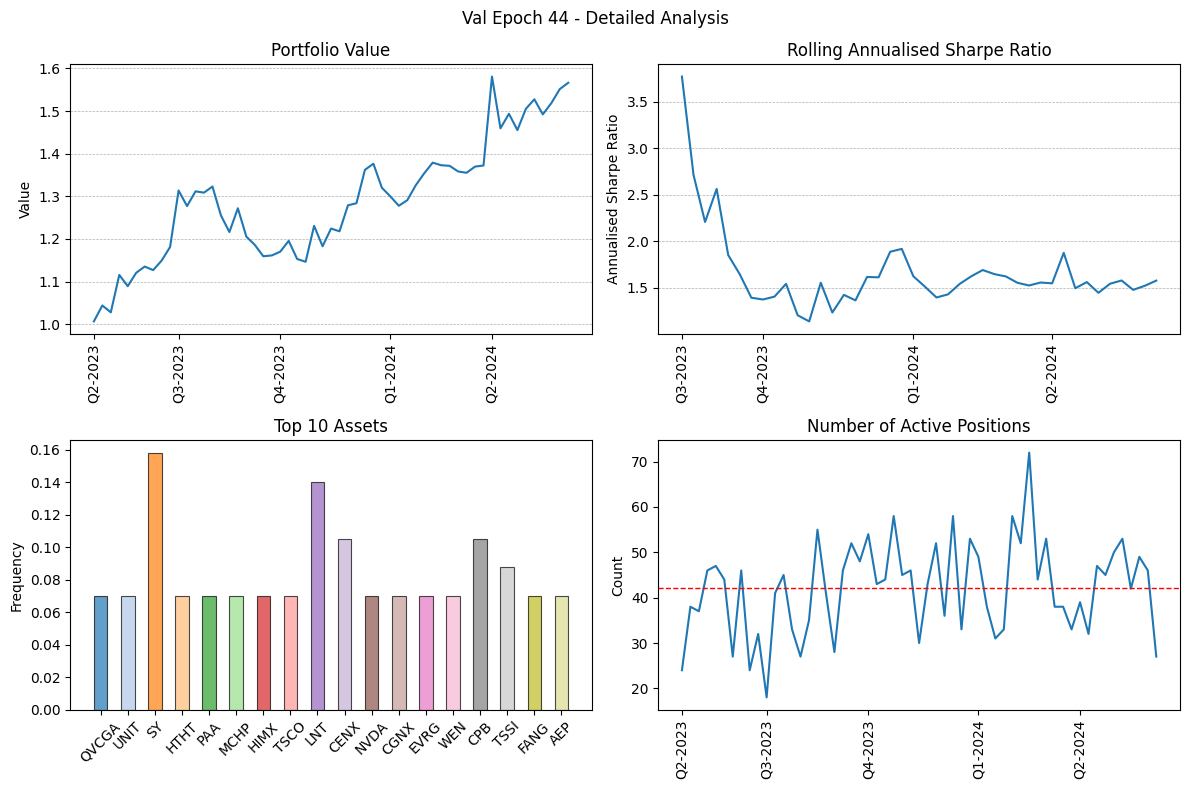 Val Epoch 44 - Detailed Analysis
Portfolio Value
Value
1.6
1.5
1.4
1.3
1.2
1.1
1.0
Q2-2023
Q3-2023
Q4-2023
Q1-2024
Q2-2024
Rolling Annualised Sharpe Ratio
Annualised Sharpe Ratio
3.5
3.0
2.5
2.0
1.5
Q3-2023
Q4-2023
Q1-2024
Q2-2024
Top 10 Assets
Frequency
0.16
0.14
0.12
0.10
0.08
0.06
0.04
0.02
0.00
QVCGA
UNIT
SY
HTHT
PAA
MCHP
HIMX
TSCO
LNT
CENX
NVDA
CGNX
EVRG
WEN
CPB
TSSI
FANG
AEP
Number of Active Positions
Count
70
60
50
40
30
20
Q2-2023
Q3-2023
Q4-2023
Q1-2024
Q2-2024